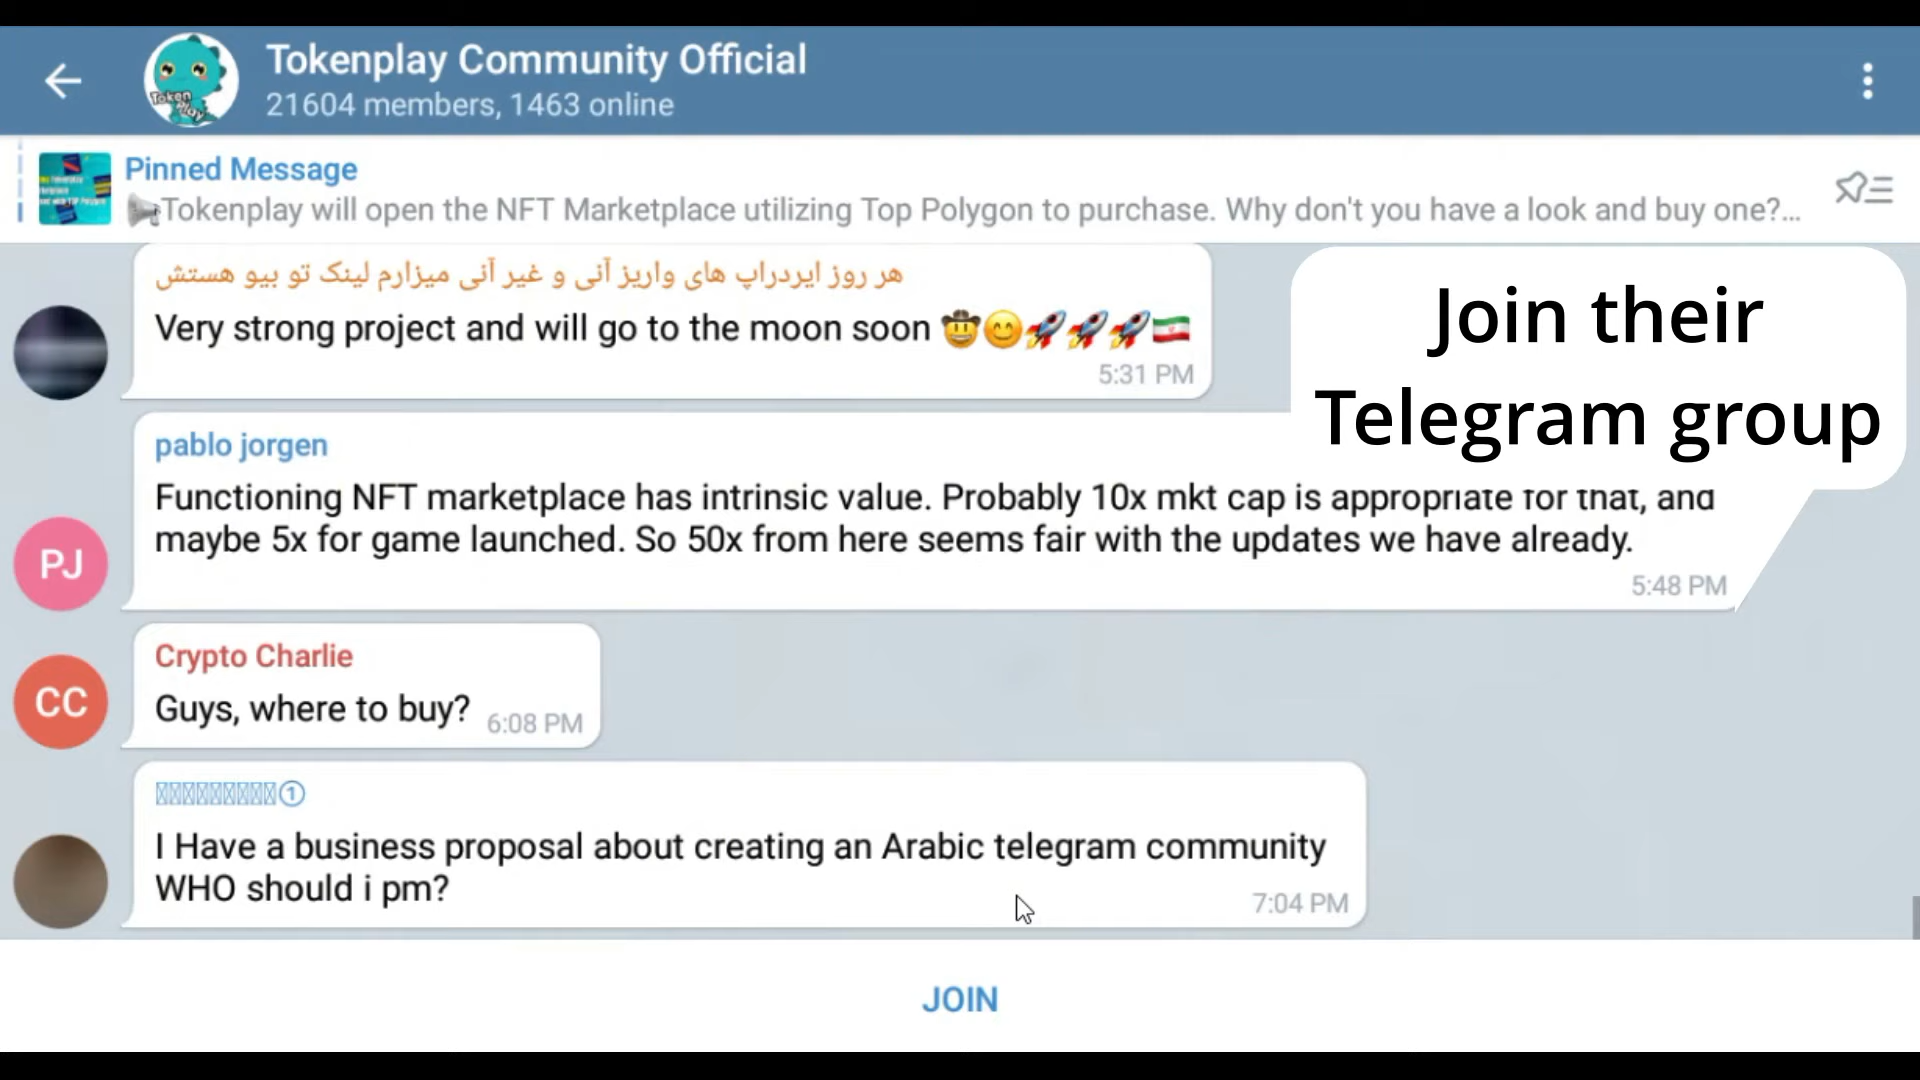 Tokenplay Community Official
21604 members, 1463 online
Token
Play
Pinned Message
Tokenplay will open the NFT Marketplace utilizing Top Polygon to purchase. Why don't you have a look and buy one?...
هر روز ایردراپ های واریز آنی و غیر آنی میزارم لینک تو بیو هستش
Very strong project and will go to the moon soon 🤠😊🚀🚀🚀🇮🇷
5:31 PM
Join their
Telegram group
pablo jorgen
PJ
Functioning NFT marketplace has intrinsic value. Probably 10x mkt cap is appropriate for that, and
maybe 5x for game launched. So 50x from here seems fair with the updates we have already.
5:48 PM
Crypto Charlie
CC
Guys, where to buy? 6:08 PM
①
I Have a business proposal about creating an Arabic telegram community
WHO should i pm?
7:04 PM
JOIN